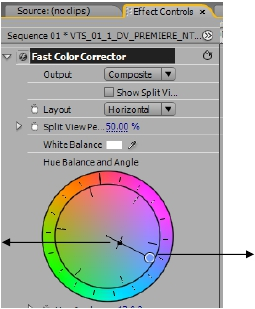 Source: (no clips)
Effect Controls ×
Sequence 01 * VTS_01_1_DV_PREMIERE_NT...
Fast Color Corrector
Output Composite
Show Split Vi...
Layout Horizontal
Split View Pe... 50.00 %
White Balance
Hue Balance and Angle